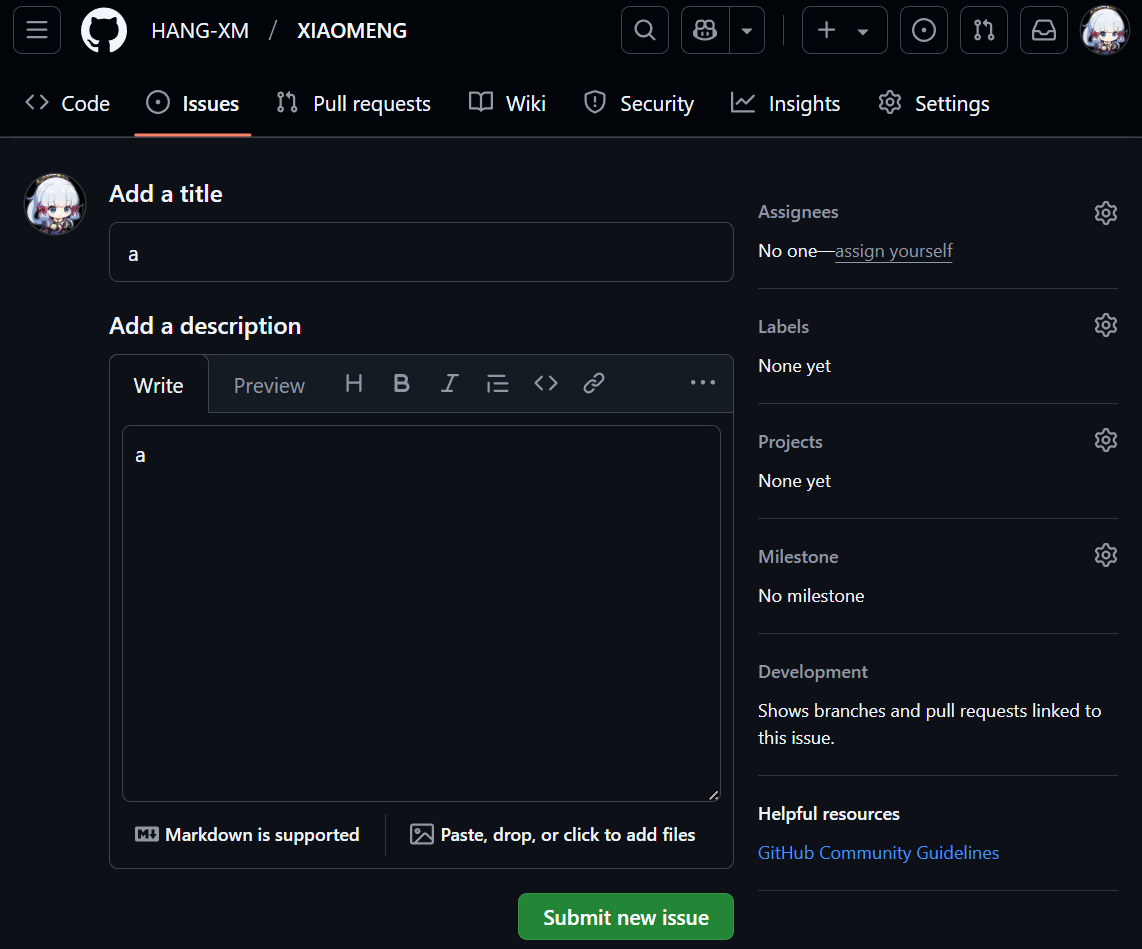 HANG-XM / XIAOMENG
Code Issues Pull requests Wiki Security Insights Settings
Add a title
a
Add a description
Write Preview H B I
a
Markdown is supported Paste, drop, or click to add files
Submit new issue
Assignees
No one—assign yourself
Labels
None yet
Projects
None yet
Milestone
No milestone
Development
Shows branches and pull requests linked to
this issue.
Helpful resources
GitHub Community Guidelines